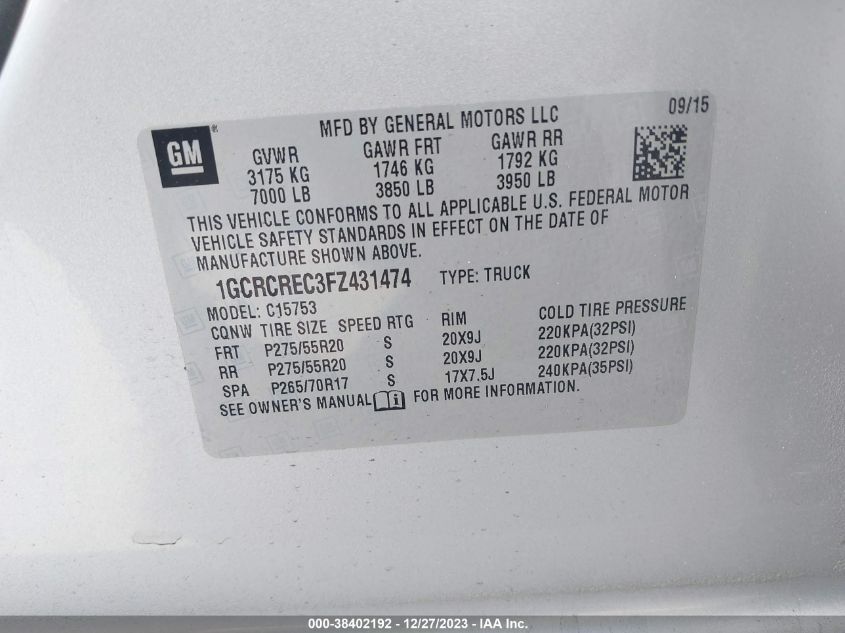 09/15
MFD BY GENERAL MOTORS LLC
GM ®
GVWR GAWR FRT GAWR RR
3175 KG 1746 KG 1792 KG
7000 LB 3850 LB 3950 LB
THIS VEHICLE CONFORMS TO ALL APPLICABLE U.S. FEDERAL MOTOR
VEHICLE SAFETY STANDARDS IN EFFECT ON THE DATE OF
MANUFACTURE SHOWN ABOVE.
1GCRCREC3FZ431474 TYPE: TRUCK
MODEL: C15753
CQNW TIRE SIZE SPEED RTG RIM COLD TIRE PRESSURE
FRT P275/55R20 S 20X9J 220KPA(32PSI)
RR P275/55R20 S 20X9J 220KPA(32PSI)
SPA P265/70R17 S 17X7.5J 240KPA(35PSI)
SEE OWNER'S MANUAL i FOR MORE INFORMATION.
000-38402192 - 12/27/2023 - IAA Inc.